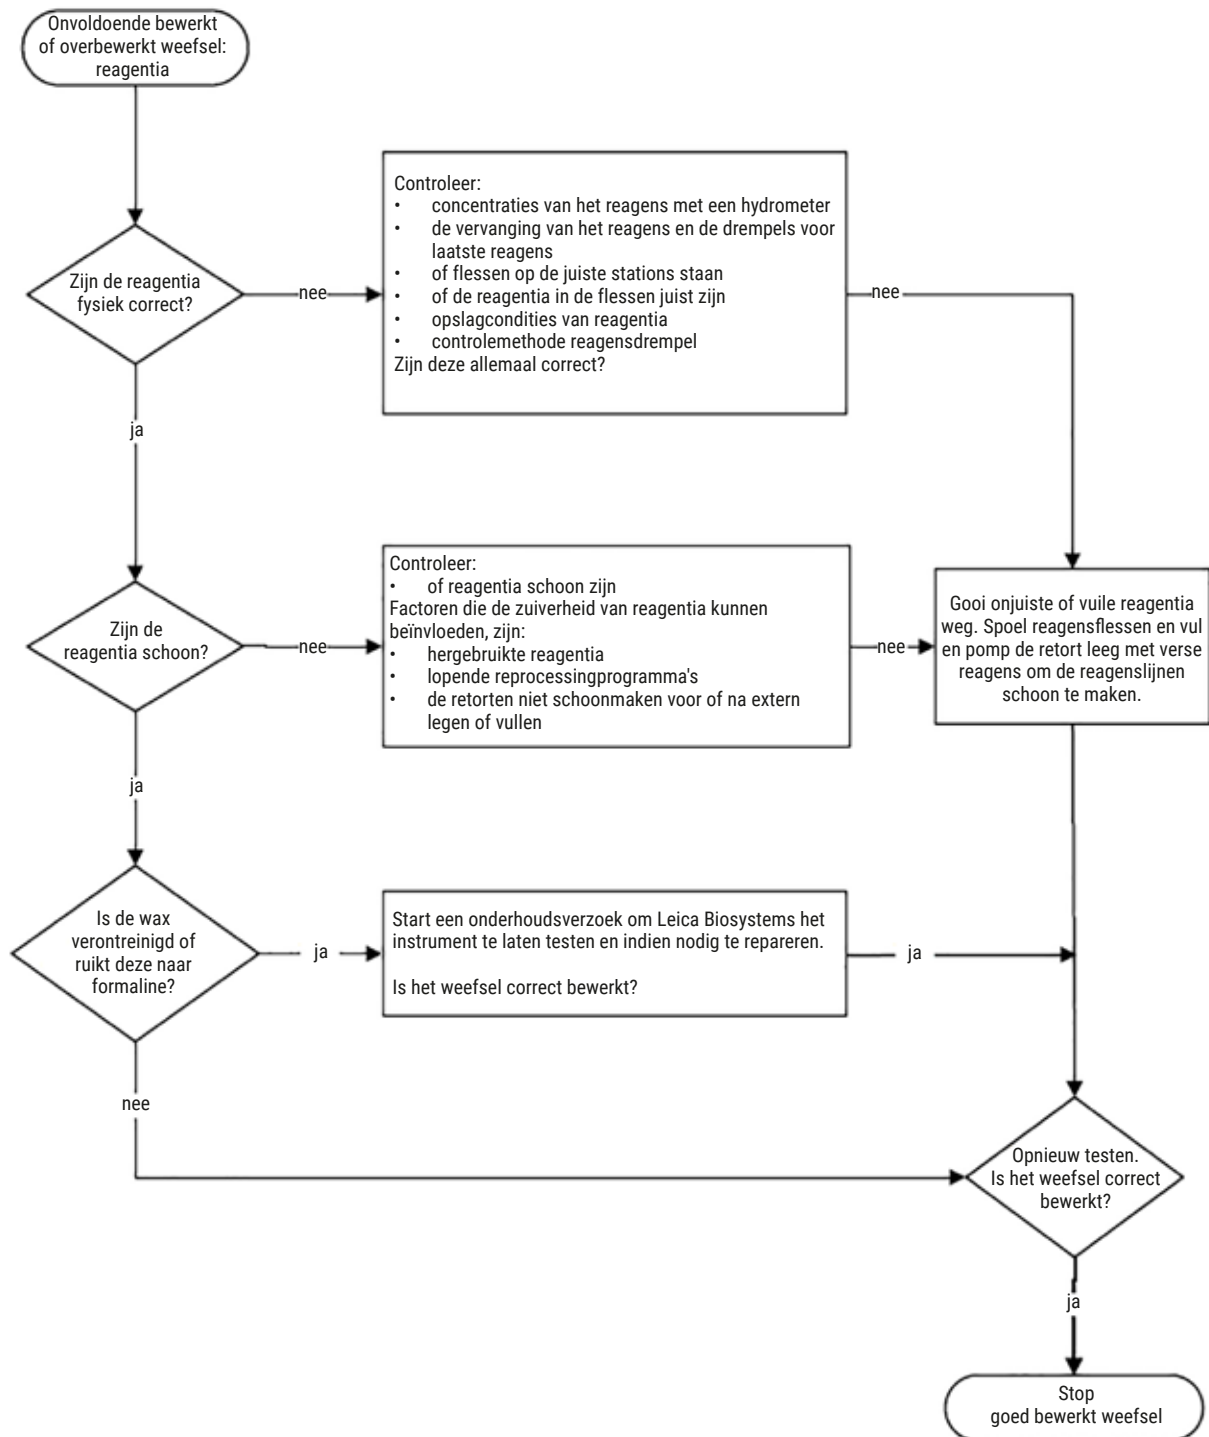 Onvoldoende bewerkt
of overbewerkt weefsel:
reagentia
Zijn de reagentia
fysiek correct?
nee
Controleer:
• concentraties van het reagens met een hydrometer
• de vervanging van het reagens en de drempels voor
laatste reagens
• of flessen op de juiste stations staan
• of de reagentia in de flessen juist zijn
• opslagcondities van reagentia
• controlemethode reagensdrempel
Zijn deze allemaal correct?
nee
ja
Zijn de
reagentia schoon?
nee
Controleer:
• of reagentia schoon zijn
Factoren die de zuiverheid van reagentia kunnen
beïnvloeden, zijn:
• hergebruikte reagentia
• lopende reprocessingprogramma's
• de retorten niet schoonmaken voor of na extern
legen of vullen
nee
Gooi onjuiste of vuile reagentia
weg. Spoel reagensflessen en vul
en pomp de retort leeg met verse
reagens om de reagenslijnen
schoon te maken.
ja
Is de wax
verontreinigd of
ruikt deze naar
formaline?
ja
Start een onderhoudsverzoek om Leica Biosystems het
instrument te laten testen en indien nodig te repareren.
Is het weefsel correct bewerkt?
ja
nee
Opnieuw testen.
Is het weefsel correct
bewerkt?
ja
Stop
goed bewerkt weefsel